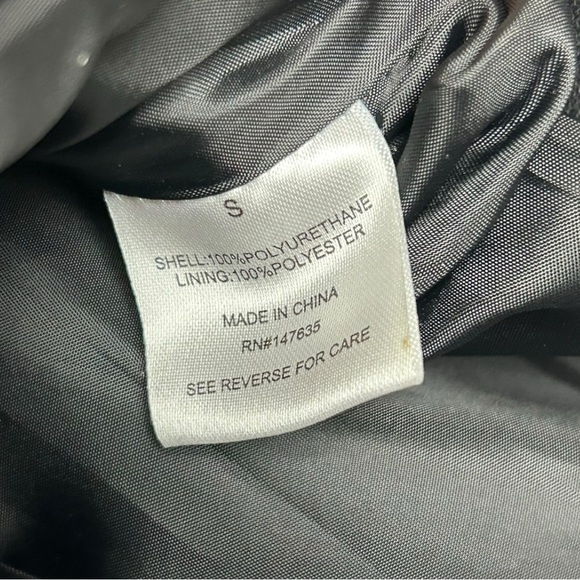 S
SHELL:100%POLYURETHANE
LINING:100%POLYESTER
MADE IN CHINA
RN#147635
SEE REVERSE FOR CARE